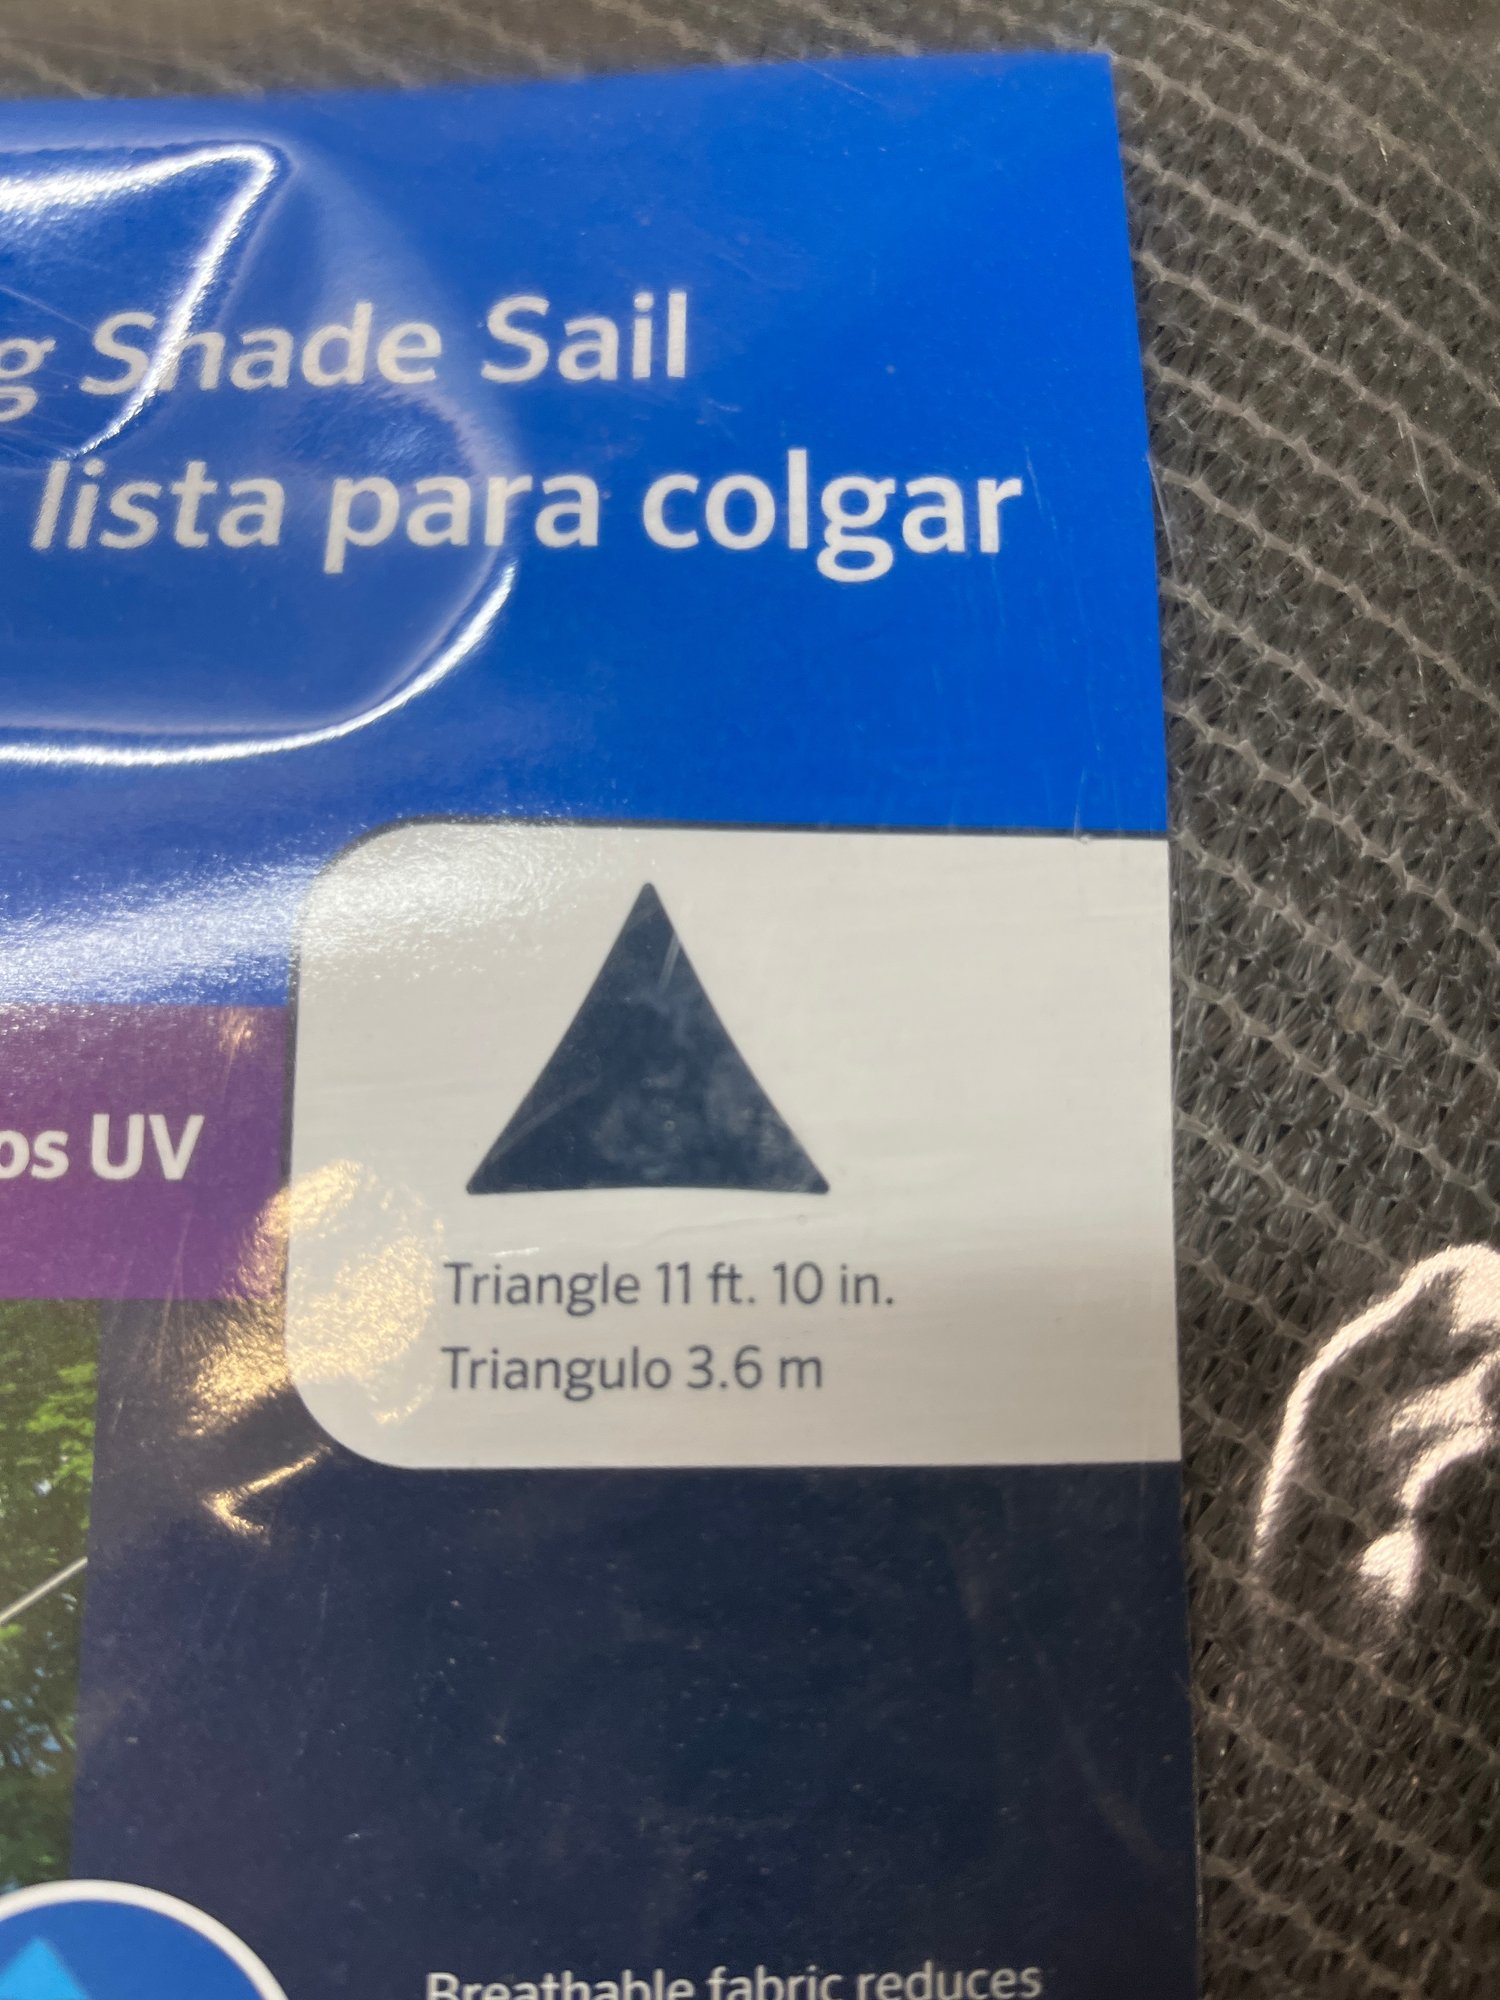 g Shade Sail
lista para colgar
os UV
Triangle 11 ft. 10 in.
Triangulo 3.6 m
Breathable fabric reduces